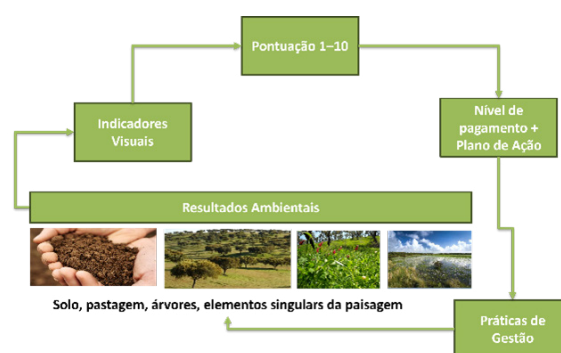 Pontuação 1–10
Indicadores
Visuais
Nível de
pagamento +
Plano de Ação
Resultados Ambientais
Solo, pastagem, árvores, elementos singulars da paisagem
Práticas de
Gestão